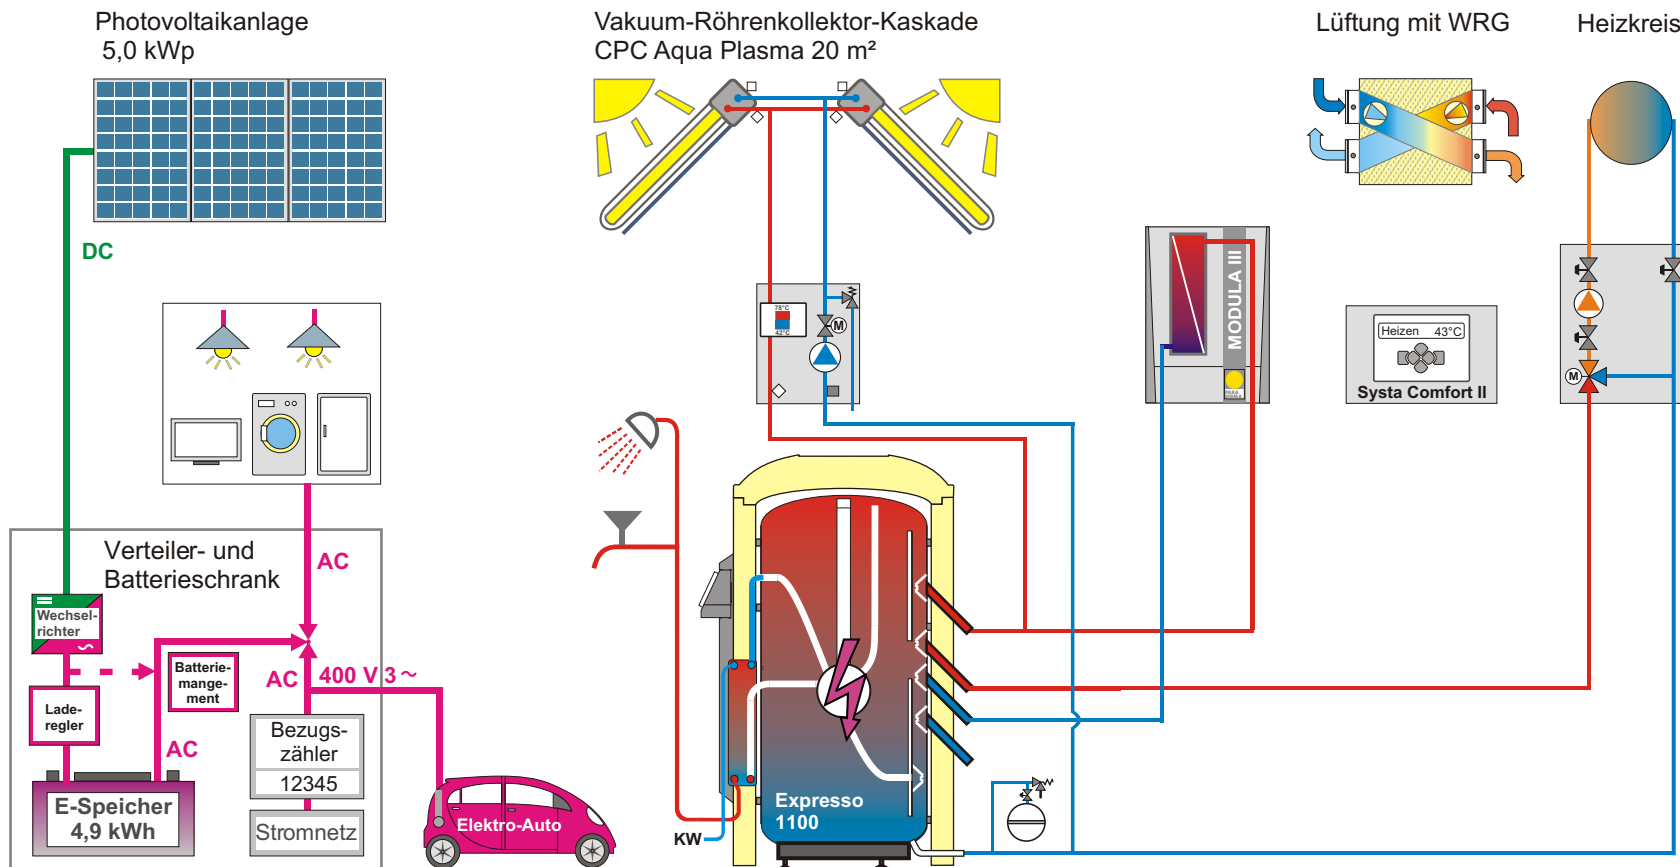 Photovoltaikanlage
5,0 kWp
Vakuum-Röhrenkollektor-Kaskade
CPC Aqua Plasma 20 m²
Lüftung mit WRG
Heizkreis
DC
78°C
42°C
M
MODULA III
Heizen 43°C
Systa Comfort II
M
Verteiler- und
Batterieschrank
AC
Wechsel-
richter
Batterie-
mange-
ment
AC
400 V 3 ~
Lade-
regler
AC
Bezugs-
zähler
12345
E-Speicher
4,9 kWh
Stromnetz
Elektro-Auto
KW
Expresso
1100